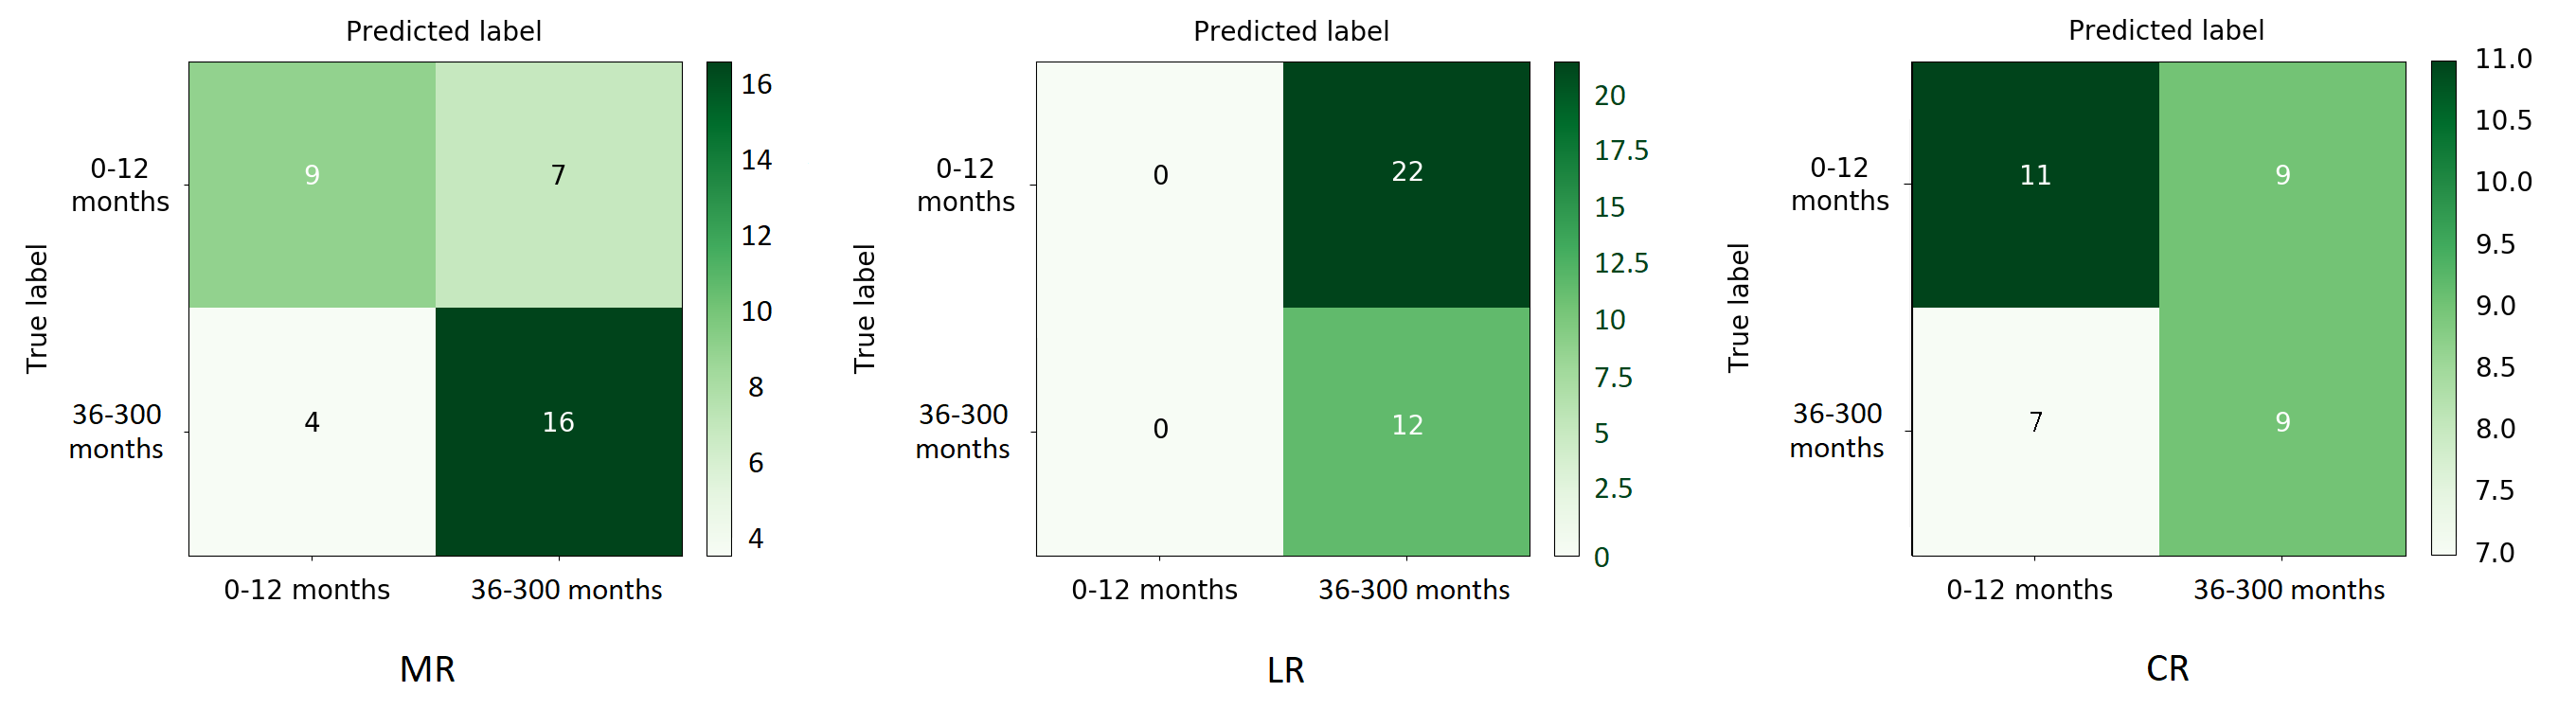 Predicted label
16
14
12
10
8
6
4
0-12
months
36-300
months
True label
9
7
4
16
0-12 months
36-300 months
MR
Predicted label
20
17.5
15
12.5
10
7.5
5
2.5
0
0-12
months
36-300
months
True label
0
22
0
12
0-12 months
36-300 months
LR
Predicted label
11.0
10.5
10.0
9.5
9.0
8.5
8.0
7.5
7.0
0-12
months
36-300
months
True label
11
9
7
9
0-12 months
36-300 months
CR